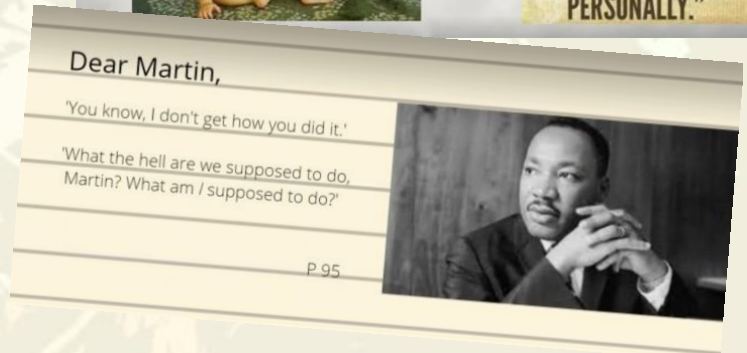 PERSONALLY."
Dear Martin,
'You know, I don't get how you did it.'
'What the hell are we supposed to do,
Martin? What am I supposed to do?'
P 95